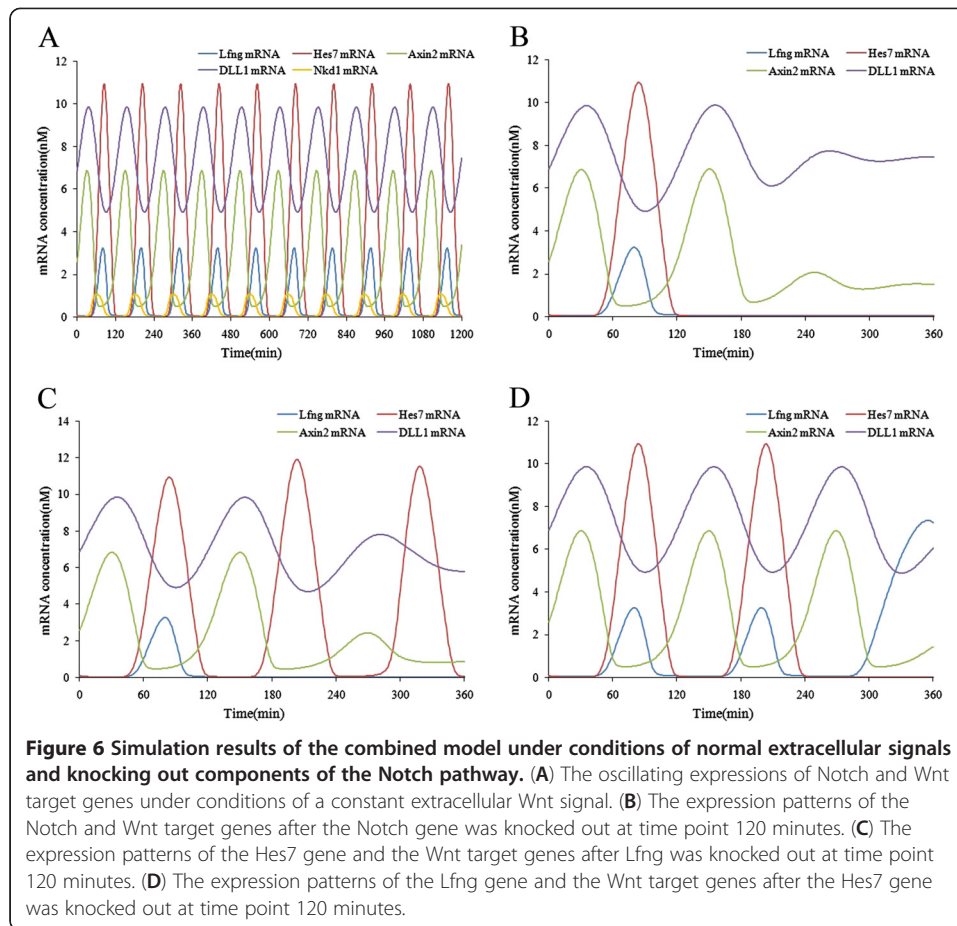 A
Lfng mRNA Hes7 mRNA Axin2 mRNA
DLL1 mRNA Nkd1 mRNA
mRNA concentration(nM)
12
10
8
6
4
2
0
0 120 240 360 480 600 720 840 960 1080 1200
Time(min)
B
Lfng mRNA Hes7 mRNA
Axin2 mRNA DLL1 mRNA
mRNA concentration(nM)
12
10
8
6
4
2
0
0 60 120 180 240 300 360
Time(min)
C
Lfng mRNA Hes7 mRNA
Axin2 mRNA DLL1 mRNA
mRNA concentration(nM)
14
12
10
8
6
4
2
0
0 60 120 180 240 300 360
Time(min)
D
Lfng mRNA Hes7 mRNA
Axin2 mRNA DLL1 mRNA
mRNA concentration(nM)
12
10
8
6
4
2
0
0 60 120 180 240 300 360
Time(min)
Figure 6 Simulation results of the combined model under conditions of normal extracellular signals
and knocking out components of the Notch pathway. (A) The oscillating expressions of Notch and Wnt
target genes under conditions of a constant extracellular Wnt signal. (B) The expression patterns of the
Notch and Wnt target genes after the Notch gene was knocked out at time point 120 minutes. (C) The
expression patterns of the Hes7 gene and the Wnt target genes after Lfng was knocked out at time point
120 minutes. (D) The expression patterns of the Lfng gene and the Wnt target genes after the Hes7 gene
was knocked out at time point 120 minutes.